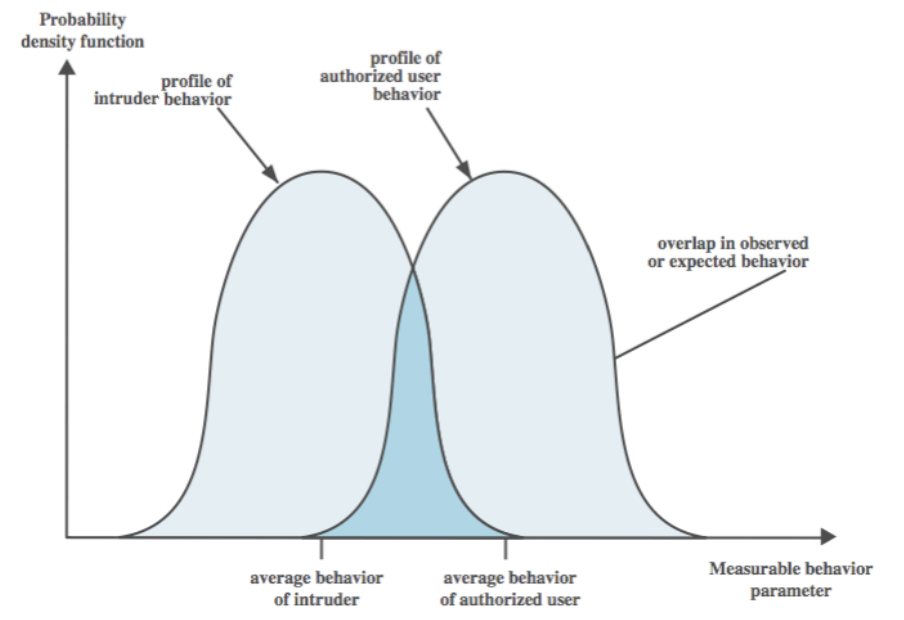 Probability
density function
profile of
intruder behavior
profile of
authorized user
behavior
overlap in observed
or expected behavior
average behavior
of intruder
average behavior
of authorized user
Measurable behavior
parameter